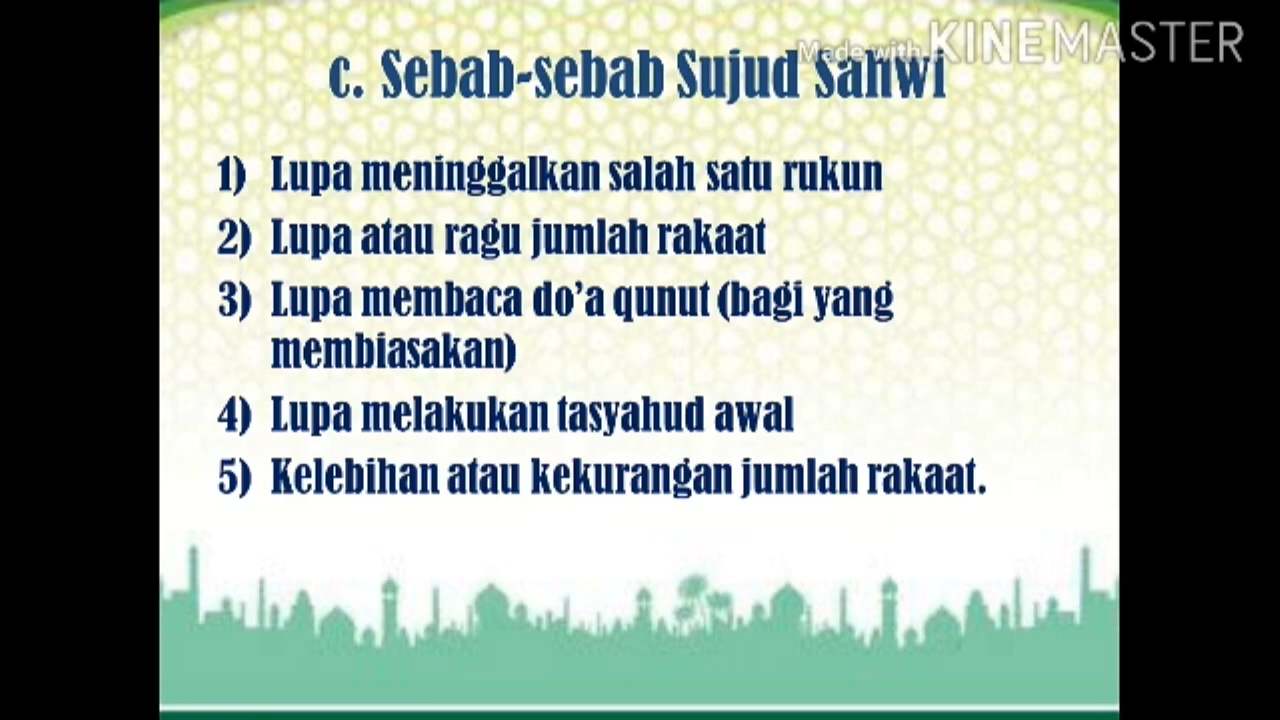 Made with KINEMASTER
c. Sebab-sebab Sujud Sahwi
1) Lupa meninggalkan salah satu rukun
2) Lupa atau ragu jumlah rakaat
3) Lupa membaca do’a qunut (bagi yang
membiasakan)
4) Lupa melakukan tasyahud awal
5) Kelebihan atau kekurangan jumlah rakaat.